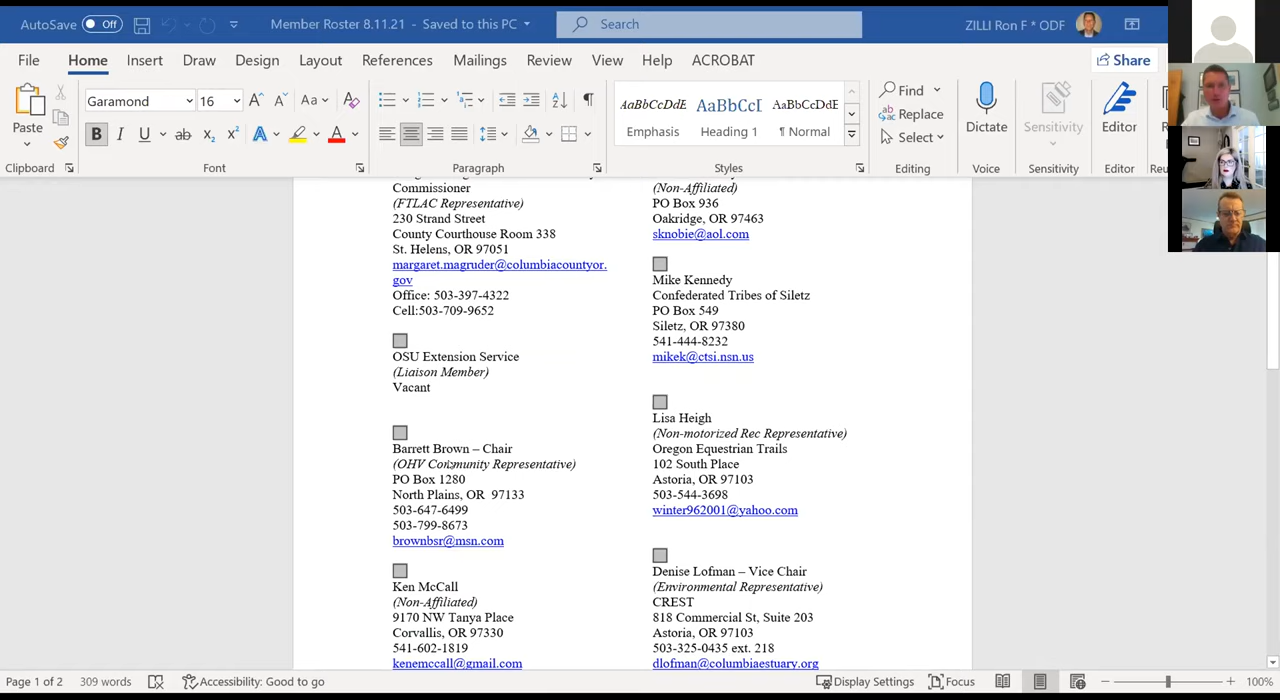 AutoSave Off Member Roster 8.11.21 - Saved to this PC Search ZILLI Ron F * ODF
File Home Insert Draw Design Layout References Mailings Review View Help ACROBAT Share
Paste
Clipboard
Garamond 16 Aa
B I U ab x₂ x² A A
Font
Paragraph
AaBbCcDdE AaBbCcI AaBbCcDdE
Emphasis Heading 1 ¶ Normal
Styles
Find
Replace
Select
Editing
Dictate
Voice
Sensitivity
Sensitivity
Editor
Editor
Commissioner
(FTLAC Representative)
230 Strand Street
County Courthouse Room 338
St. Helens, OR 97051
margaret.magruder@columbiacountyor.
gov
Office: 503-397-4322
Cell:503-709-9652
OSU Extension Service
(Liaison Member)
Vacant
Barrett Brown – Chair
(OHV Community Representative)
PO Box 1280
North Plains, OR 97133
503-647-6499
503-799-8673
brownbsr@msn.com
Ken McCall
(Non-Affiliated)
9170 NW Tanya Place
Corvallis, OR 97330
541-602-1819
kenemccall@gmail.com
(Non-Affiliated)
PO Box 936
Oakridge, OR 97463
sknobie@aol.com
Mike Kennedy
Confederated Tribes of Siletz
PO Box 549
Siletz, OR 97380
541-444-8232
mikek@ctsi.nsn.us
Lisa Heigh
(Non-motorized Rec Representative)
Oregon Equestrian Trails
102 South Place
Astoria, OR 97103
503-544-3698
winter962001@yahoo.com
Denise Lofman – Vice Chair
(Environmental Representative)
CREST
818 Commercial St, Suite 203
Astoria, OR 97103
503-325-0435 ext. 218
dlofman@columbiaestuary.org
Page 1 of 2 309 words Accessibility: Good to go Display Settings Focus 100%